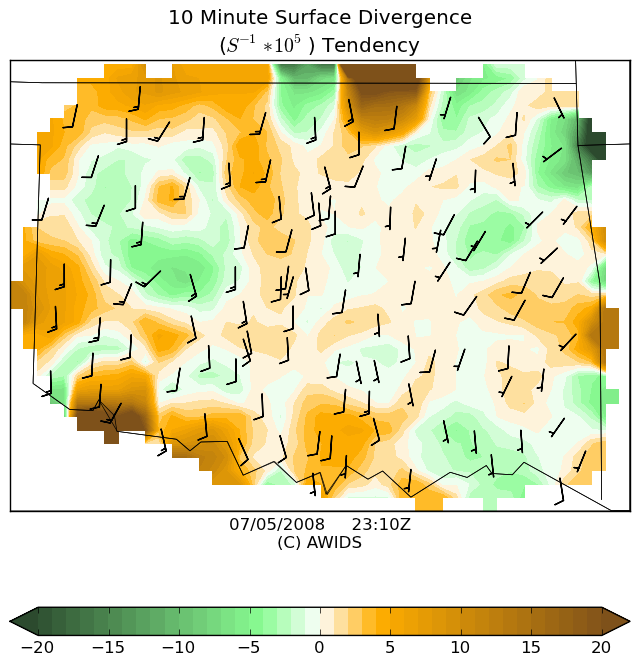 10 Minute Surface Divergence
(S⁻¹ *10⁵ ) Tendency
07/05/2008 23:10Z
(C) AWIDS
−20 −15 −10 −5 0 5 10 15 20